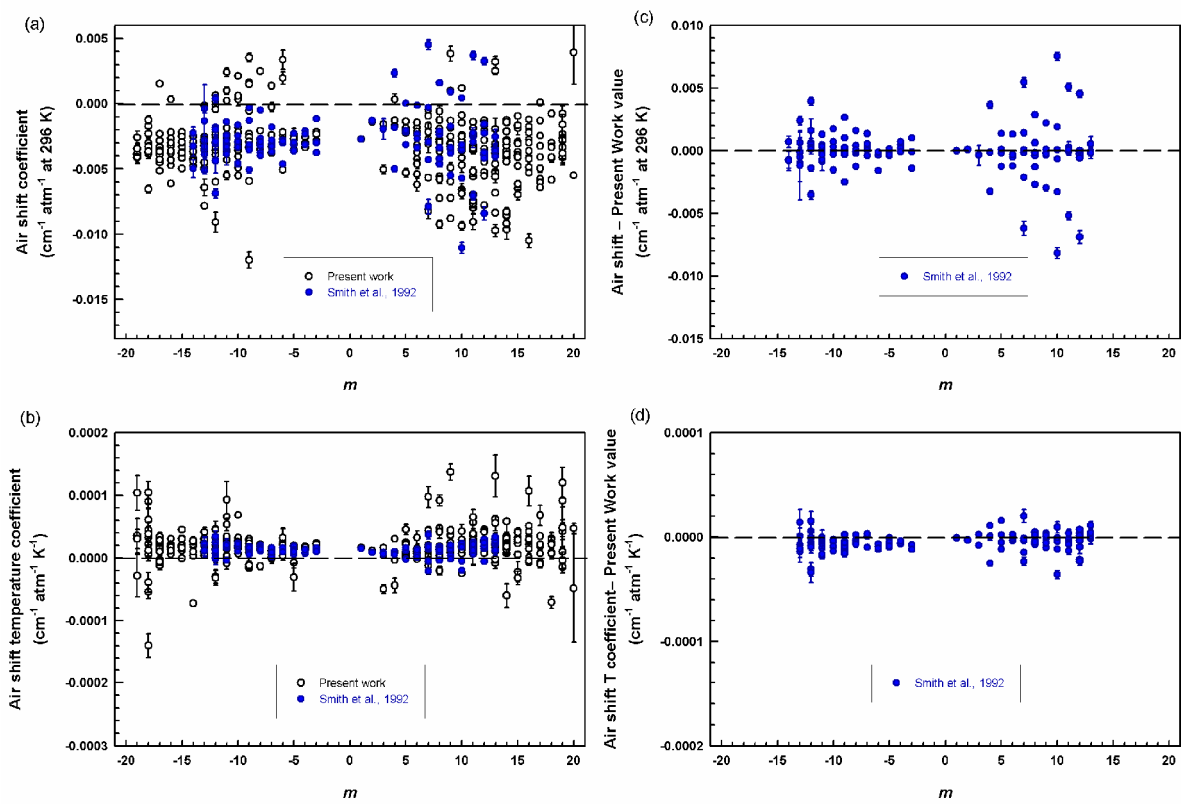 (a)
0.005
0.000
-0.005
-0.010
-0.015
Air shift coefficient
(cm⁻¹ atm⁻¹ at 296 K)
Present work
Smith et al., 1992
-20 -15 -10 -5 0 5 10 15 20
m
(c)
0.010
0.005
0.000
-0.005
-0.010
-0.015
Air shift – Present Work value
(cm⁻¹ atm⁻¹ at 296 K)
Smith et al., 1992
-20 -15 -10 -5 0 5 10 15 20
m
(b)
0.0002
0.0001
0.0000
-0.0001
-0.0002
-0.0003
Air shift temperature coefficient
(cm⁻¹ atm⁻¹ K⁻¹)
Present work
Smith et al., 1992
-20 -15 -10 -5 0 5 10 15 20
m
(d)
0.0001
0.0000
-0.0001
-0.0002
Air shift T coefficient– Present Work value
(cm⁻¹ atm⁻¹ K⁻¹)
Smith et al., 1992
-20 -15 -10 -5 0 5 10 15 20
m